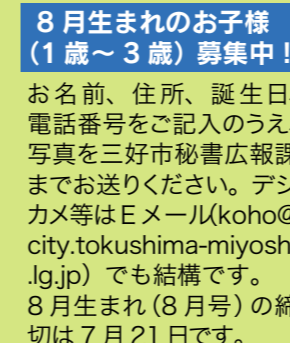 ８月生まれのお子様
（１歳〜３歳）募集中！
お名前、住所、誕生日、
電話番号をご記入のうえ、
写真を三好市秘書広報課
までお送りください。デジ
カメ等はＥメール(koho@
city.tokushima-miyosh
.lg.jp）でも結構です。
８月生まれ（８月号）の締
切は７月21日です。